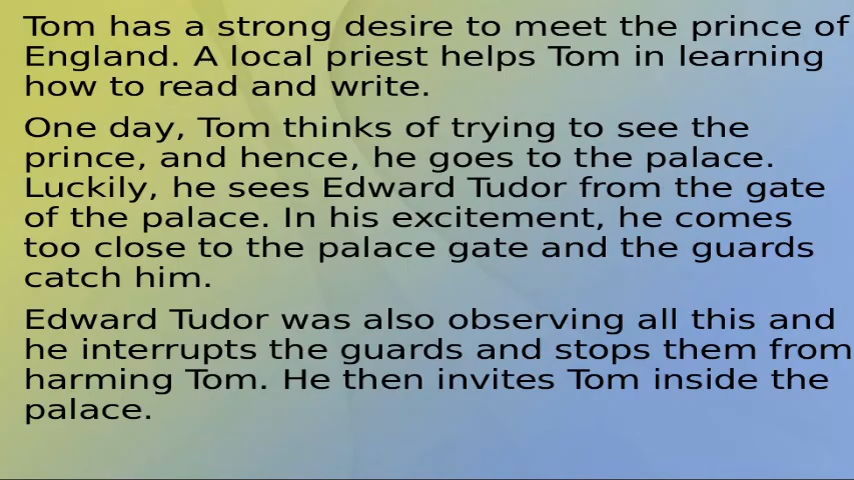 Tom has a strong desire to meet the prince of
England. A local priest helps Tom in learning
how to read and write.
One day, Tom thinks of trying to see the
prince, and hence, he goes to the palace.
Luckily, he sees Edward Tudor from the gate
of the palace. In his excitement, he comes
too close to the palace gate and the guards
catch him.
Edward Tudor was also observing all this and
he interrupts the guards and stops them from
harming Tom. He then invites Tom inside the
palace.